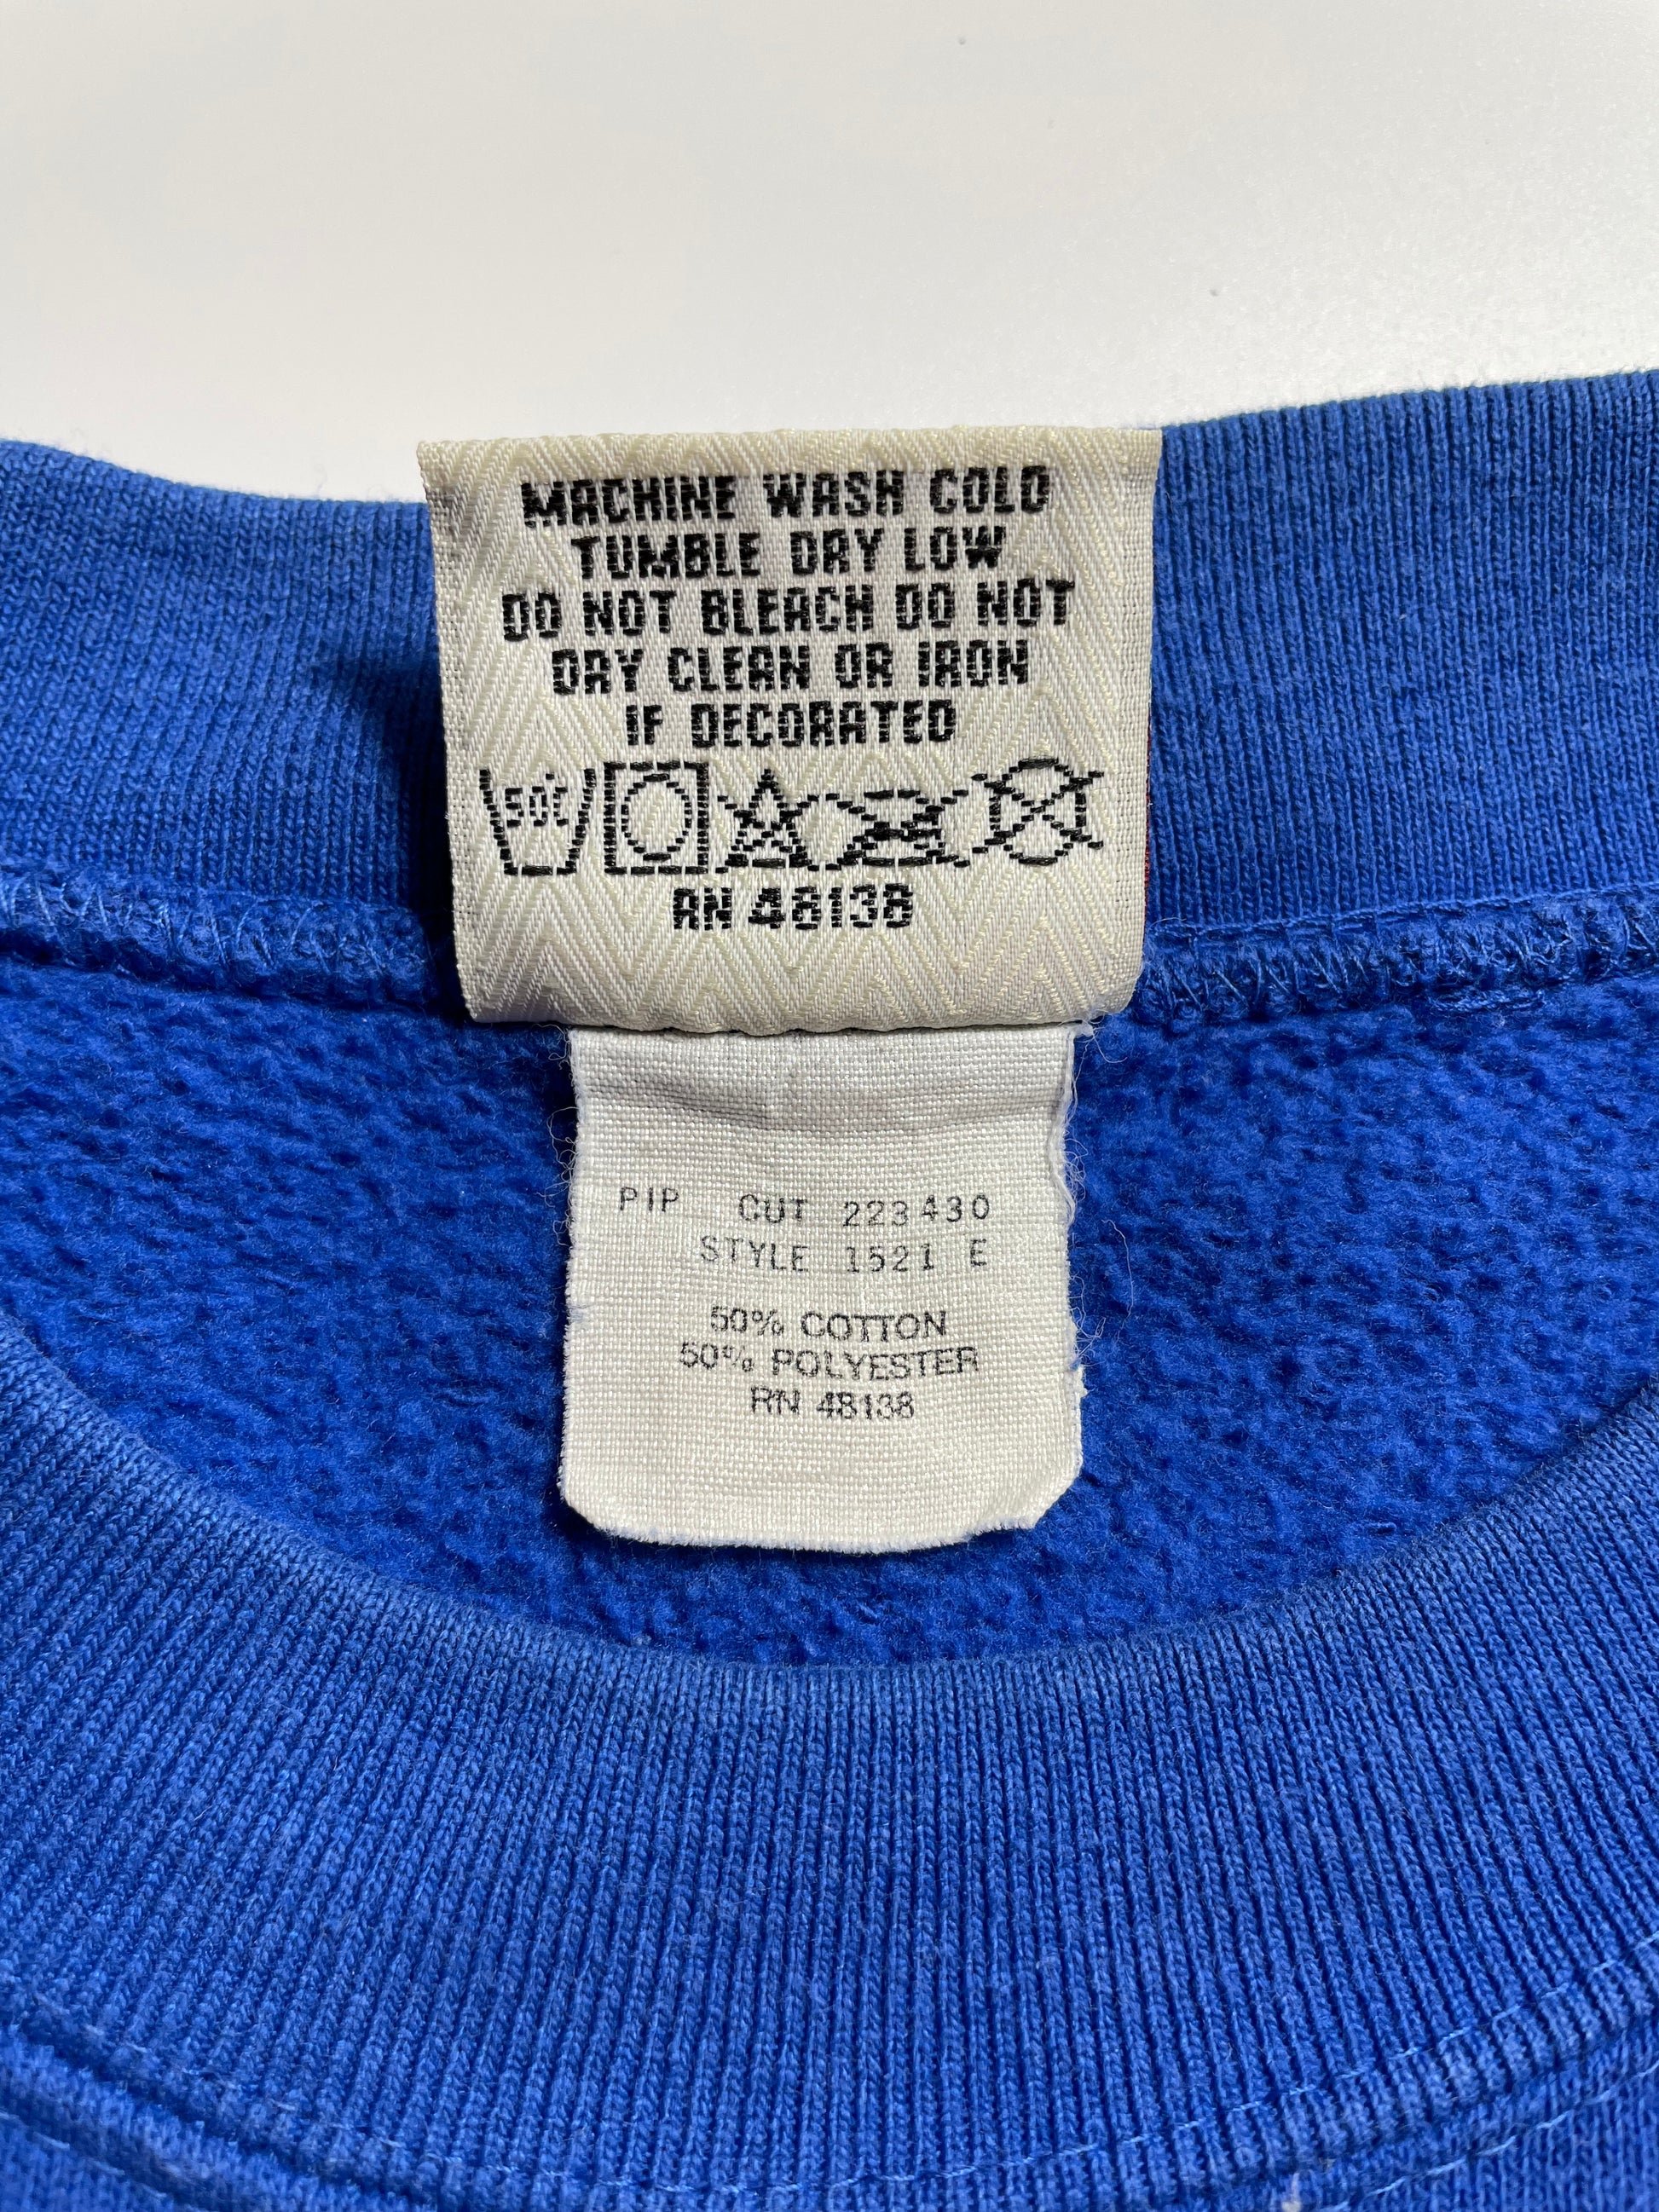 MACHINE WASH COLD
TUMBLE DRY LOW
DO NOT BLEACH DO NOT
DRY CLEAN OR IRON
IF DECORATED
50C
RN 48138
PIP CUT 223430
STYLE 1521 E
50% COTTON
50% POLYESTER
RN 48138